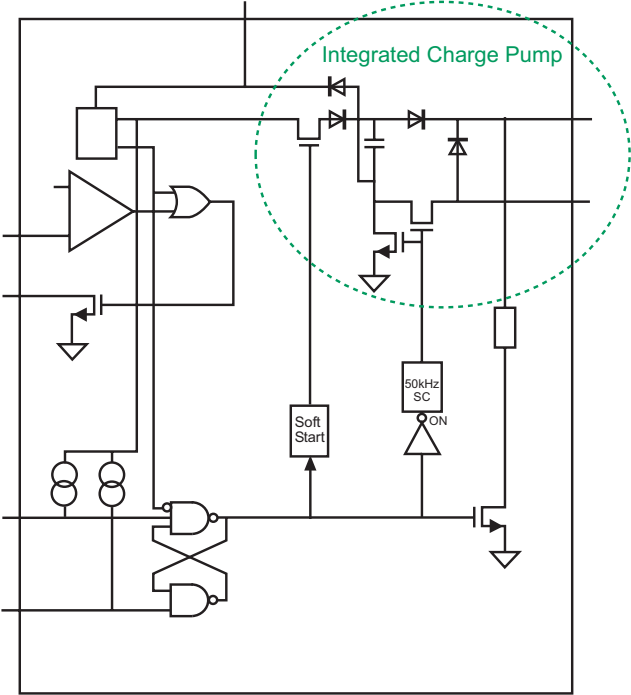 Integrated Charge Pump
50kHz
SC
ON
Soft
Start